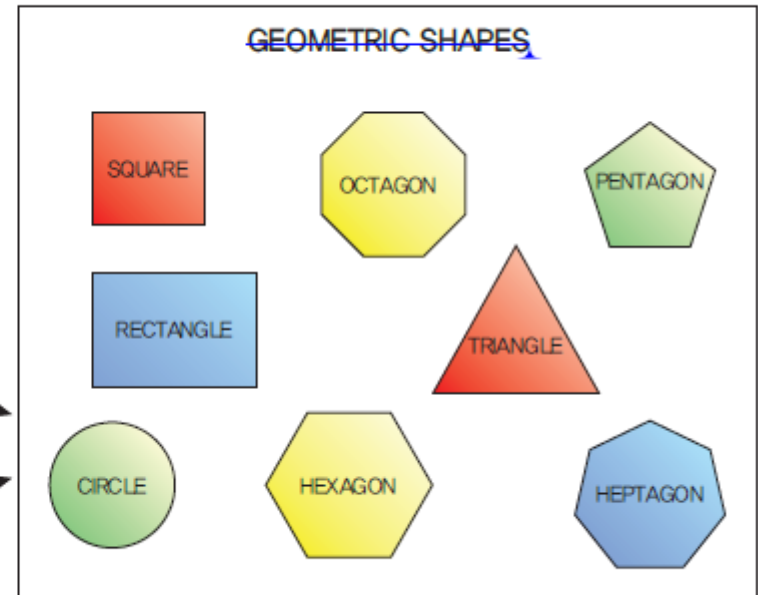 GEOMETRIC SHAPES
SQUARE
OCTAGON
PENTAGON
RECTANGLE
TRIANGLE
CIRCLE
HEXAGON
HEPTAGON